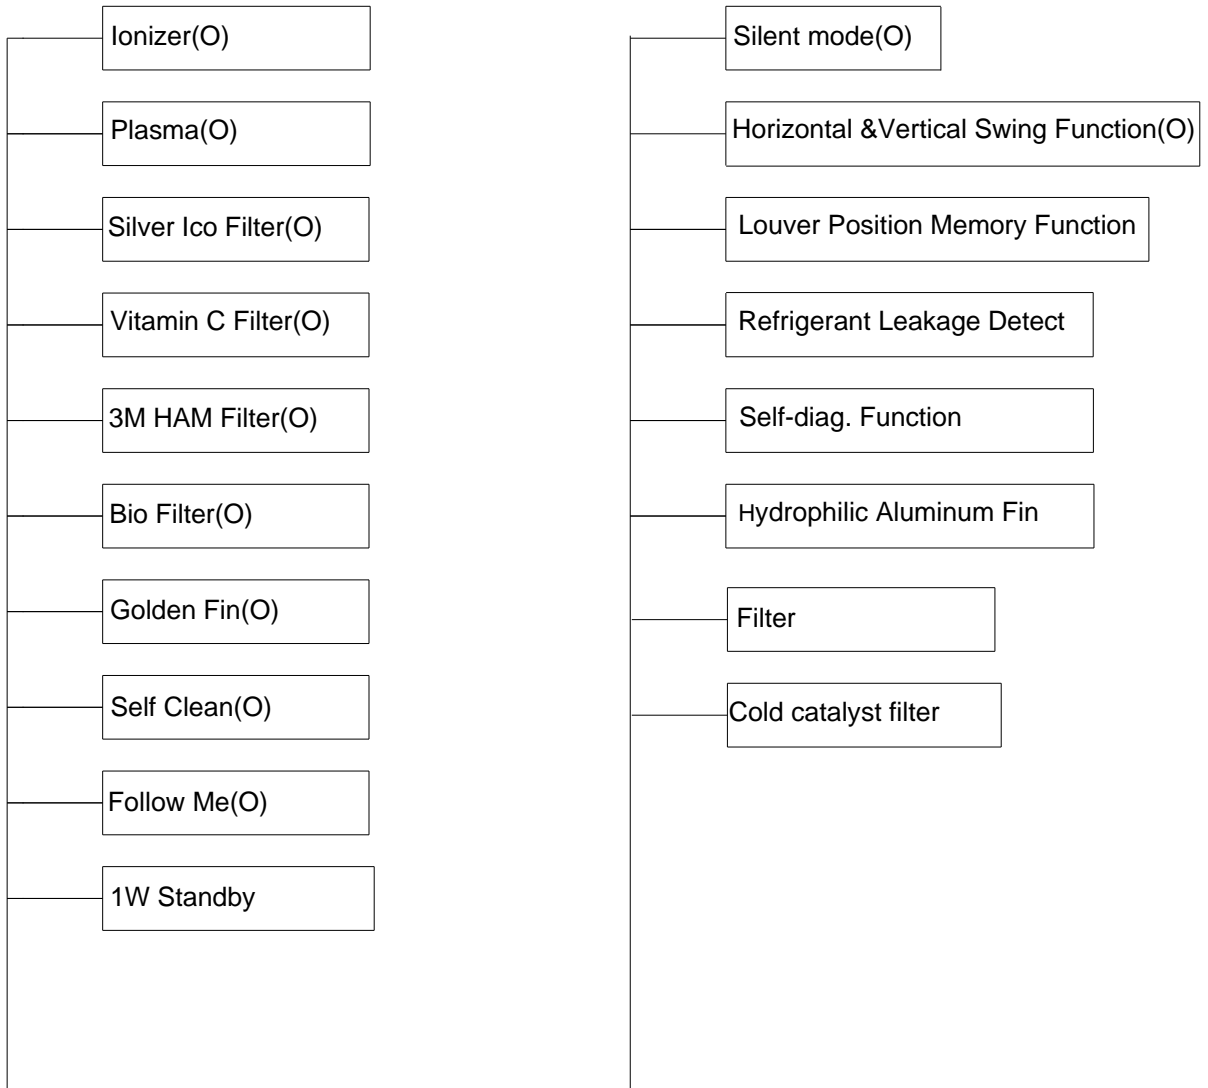 Ionizer(O)
Plasma(O)
Silver Ico Filter(O)
Vitamin C Filter(O)
3M HAM Filter(O)
Bio Filter(O)
Golden Fin(O)
Self Clean(O)
Follow Me(O)
1W Standby
Silent mode(O)
Horizontal &Vertical Swing Function(O)
Louver Position Memory Function
Refrigerant Leakage Detect
Self-diag. Function
Hydrophilic Aluminum Fin
Filter
Cold catalyst filter